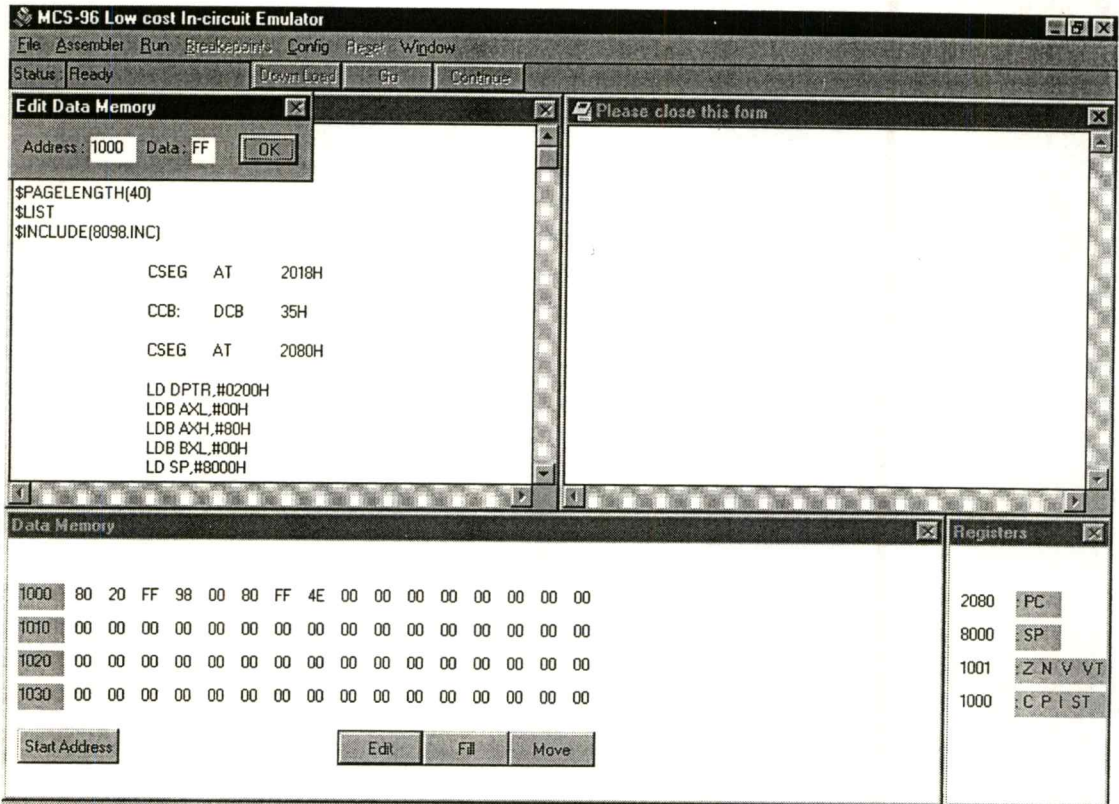 MCS-96 Low cost In-circuit Emulator
File Assembler Run Breakepoints Config Reset Window
Status : Ready Down Load Go Continue
Edit Data Memory
Address : 1000 Data : FF OK
$PAGELENGTH(40)
$LIST
$INCLUDE(8098.INC)
CSEG AT 2018H
CCB: DCB 35H
CSEG AT 2080H
LD DPTR,#0200H
LDB AXL,#00H
LDB AXH,#80H
LDB BXL,#00H
LD SP,#8000H
Please close this form
Data Memory
1000 80 20 FF 98 00 80 FF 4E 00 00 00 00 00 00 00 00
1010 00 00 00 00 00 00 00 00 00 00 00 00 00 00 00 00
1020 00 00 00 00 00 00 00 00 00 00 00 00 00 00 00 00
1030 00 00 00 00 00 00 00 00 00 00 00 00 00 00 00 00
Start Address Edit Fill Move
Registers
2080 : PC
8000 : SP
1001 : Z N V VT
1000 : C P I ST